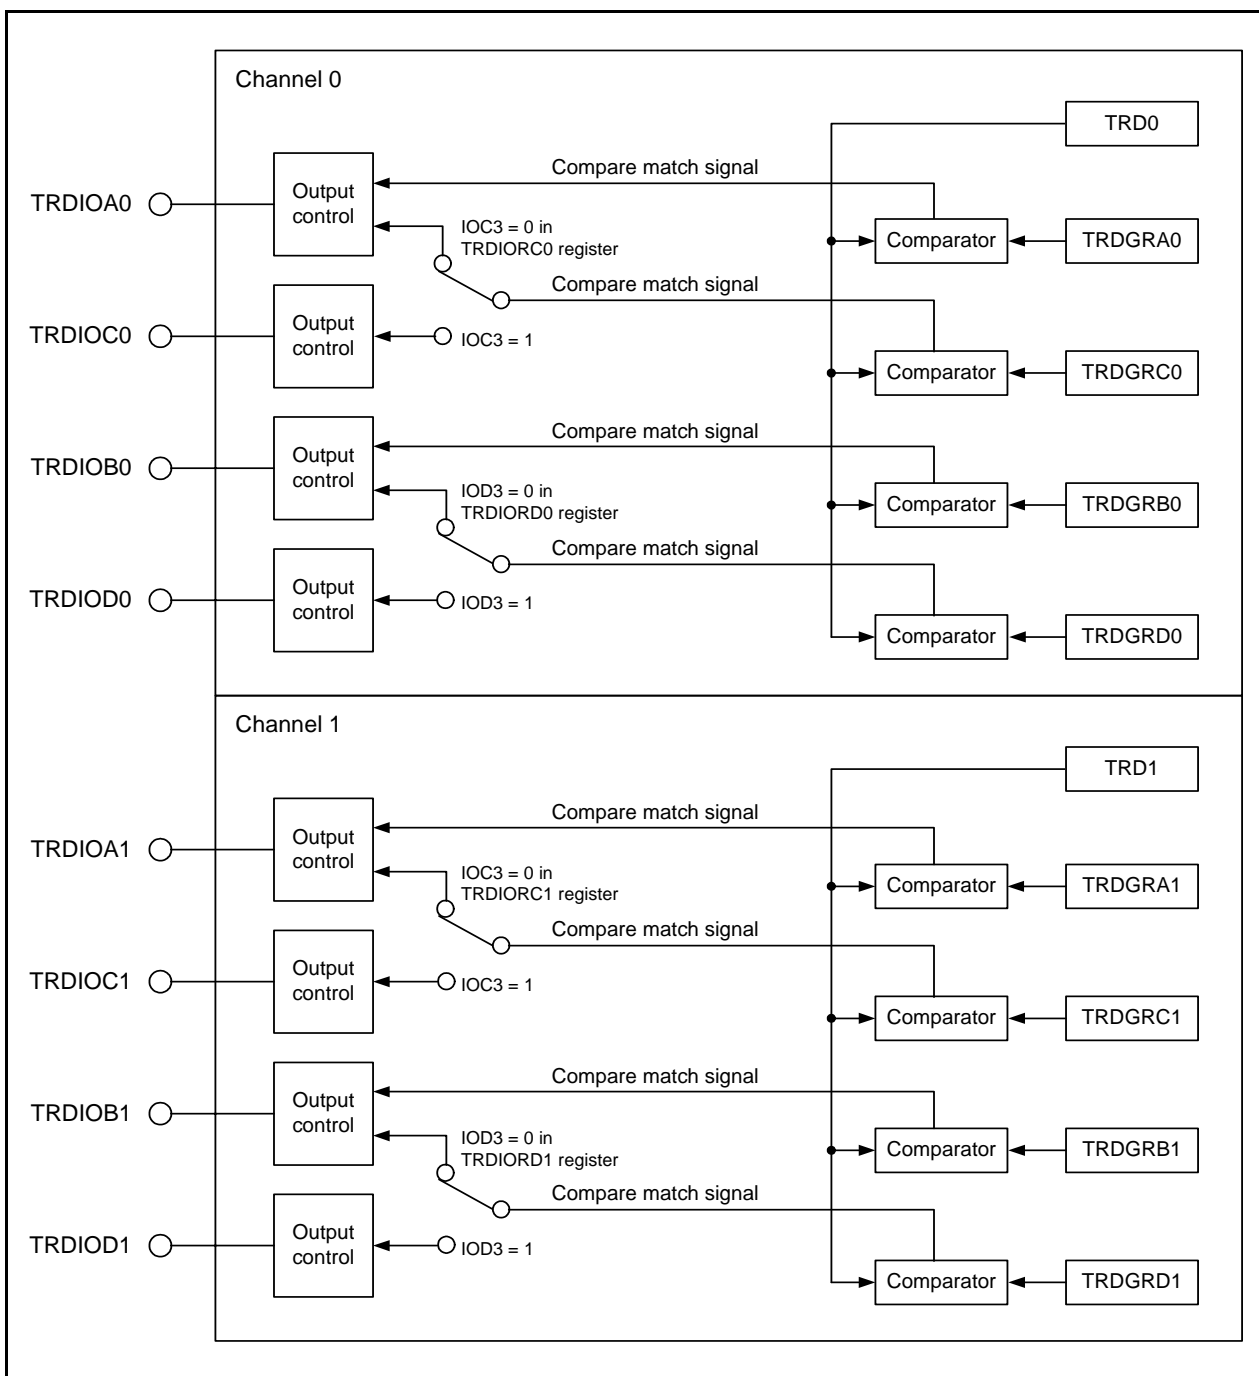 Channel 0
TRD0
Compare match signal
TRDIOA0
Output
control
IOC3 = 0 in
TRDIORC0 register
Comparator
TRDGRA0
Compare match signal
TRDIOC0
Output
control
IOC3 = 1
Comparator
TRDGRC0
Compare match signal
TRDIOB0
Output
control
IOD3 = 0 in
TRDIORD0 register
Comparator
TRDGRB0
Compare match signal
TRDIOD0
Output
control
IOD3 = 1
Comparator
TRDGRD0
Channel 1
TRD1
Compare match signal
TRDIOA1
Output
control
IOC3 = 0 in
TRDIORC1 register
Comparator
TRDGRA1
Compare match signal
TRDIOC1
Output
control
IOC3 = 1
Comparator
TRDGRC1
Compare match signal
TRDIOB1
Output
control
IOD3 = 0 in
TRDIORD1 register
Comparator
TRDGRB1
Compare match signal
TRDIOD1
Output
control
IOD3 = 1
Comparator
TRDGRD1